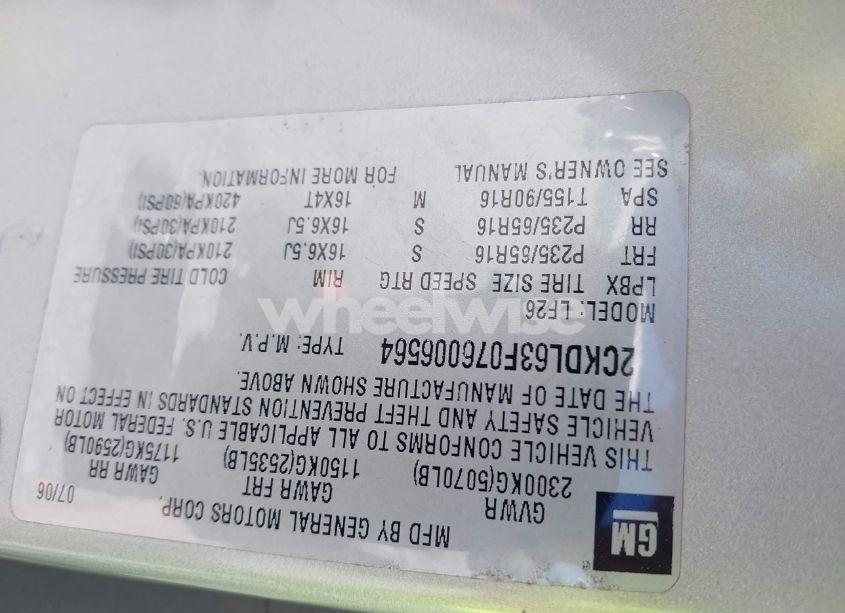 GM
MFD BY GENERAL MOTORS CORP.
07/06
GVWR GAWR FRT GAWR RR
2300KG(5070LB) 1150KG(2535LB) 1175KG(2590LB)
THIS VEHICLE CONFORMS TO ALL APPLICABLE U.S. FEDERAL MOTOR
VEHICLE SAFETY AND THEFT PREVENTION STANDARDS IN EFFECT ON
THE DATE OF MANUFACTURE SHOWN ABOVE.
2CKDL63F076006564 TYPE: M.P.V.
MODEL: LF26
LPBX TIRE SIZE SPEED RTG RIM COLD TIRE PRESSURE
FRT P235/65R16 S 16X6.5J 210KPA(30PSI)
RR P235/65R16 S 16X6.5J 210KPA(30PSI)
SPA T155/90R16 M 16X4T 420KPA(60PSI)
SEE OWNER'S MANUAL FOR MORE INFORMATION.
wheelwise